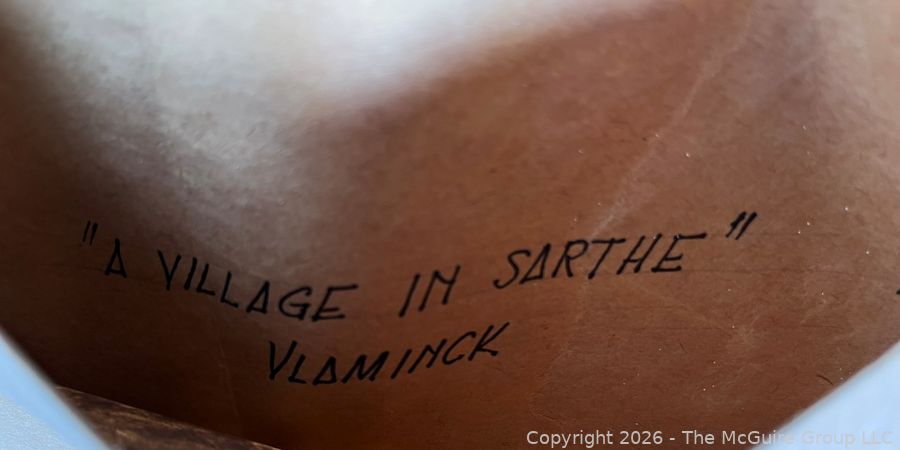 "A VILLAGE IN SARTHE"
VLAMINCK
Copyright 2026 - The McGuire Group LLC